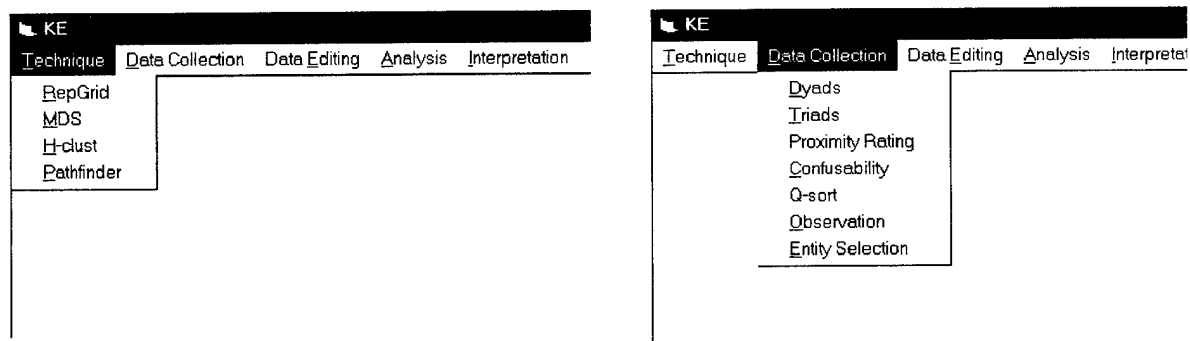 KE
Technique Data Collection Data Editing Analysis Interpretation
RepGrid
MDS
H-clust
Pathfinder
KE
Technique Data Collection Data Editing Analysis Interpretat
Dyads
Triads
Proximity Rating
Confusability
Q-sort
Observation
Entity Selection